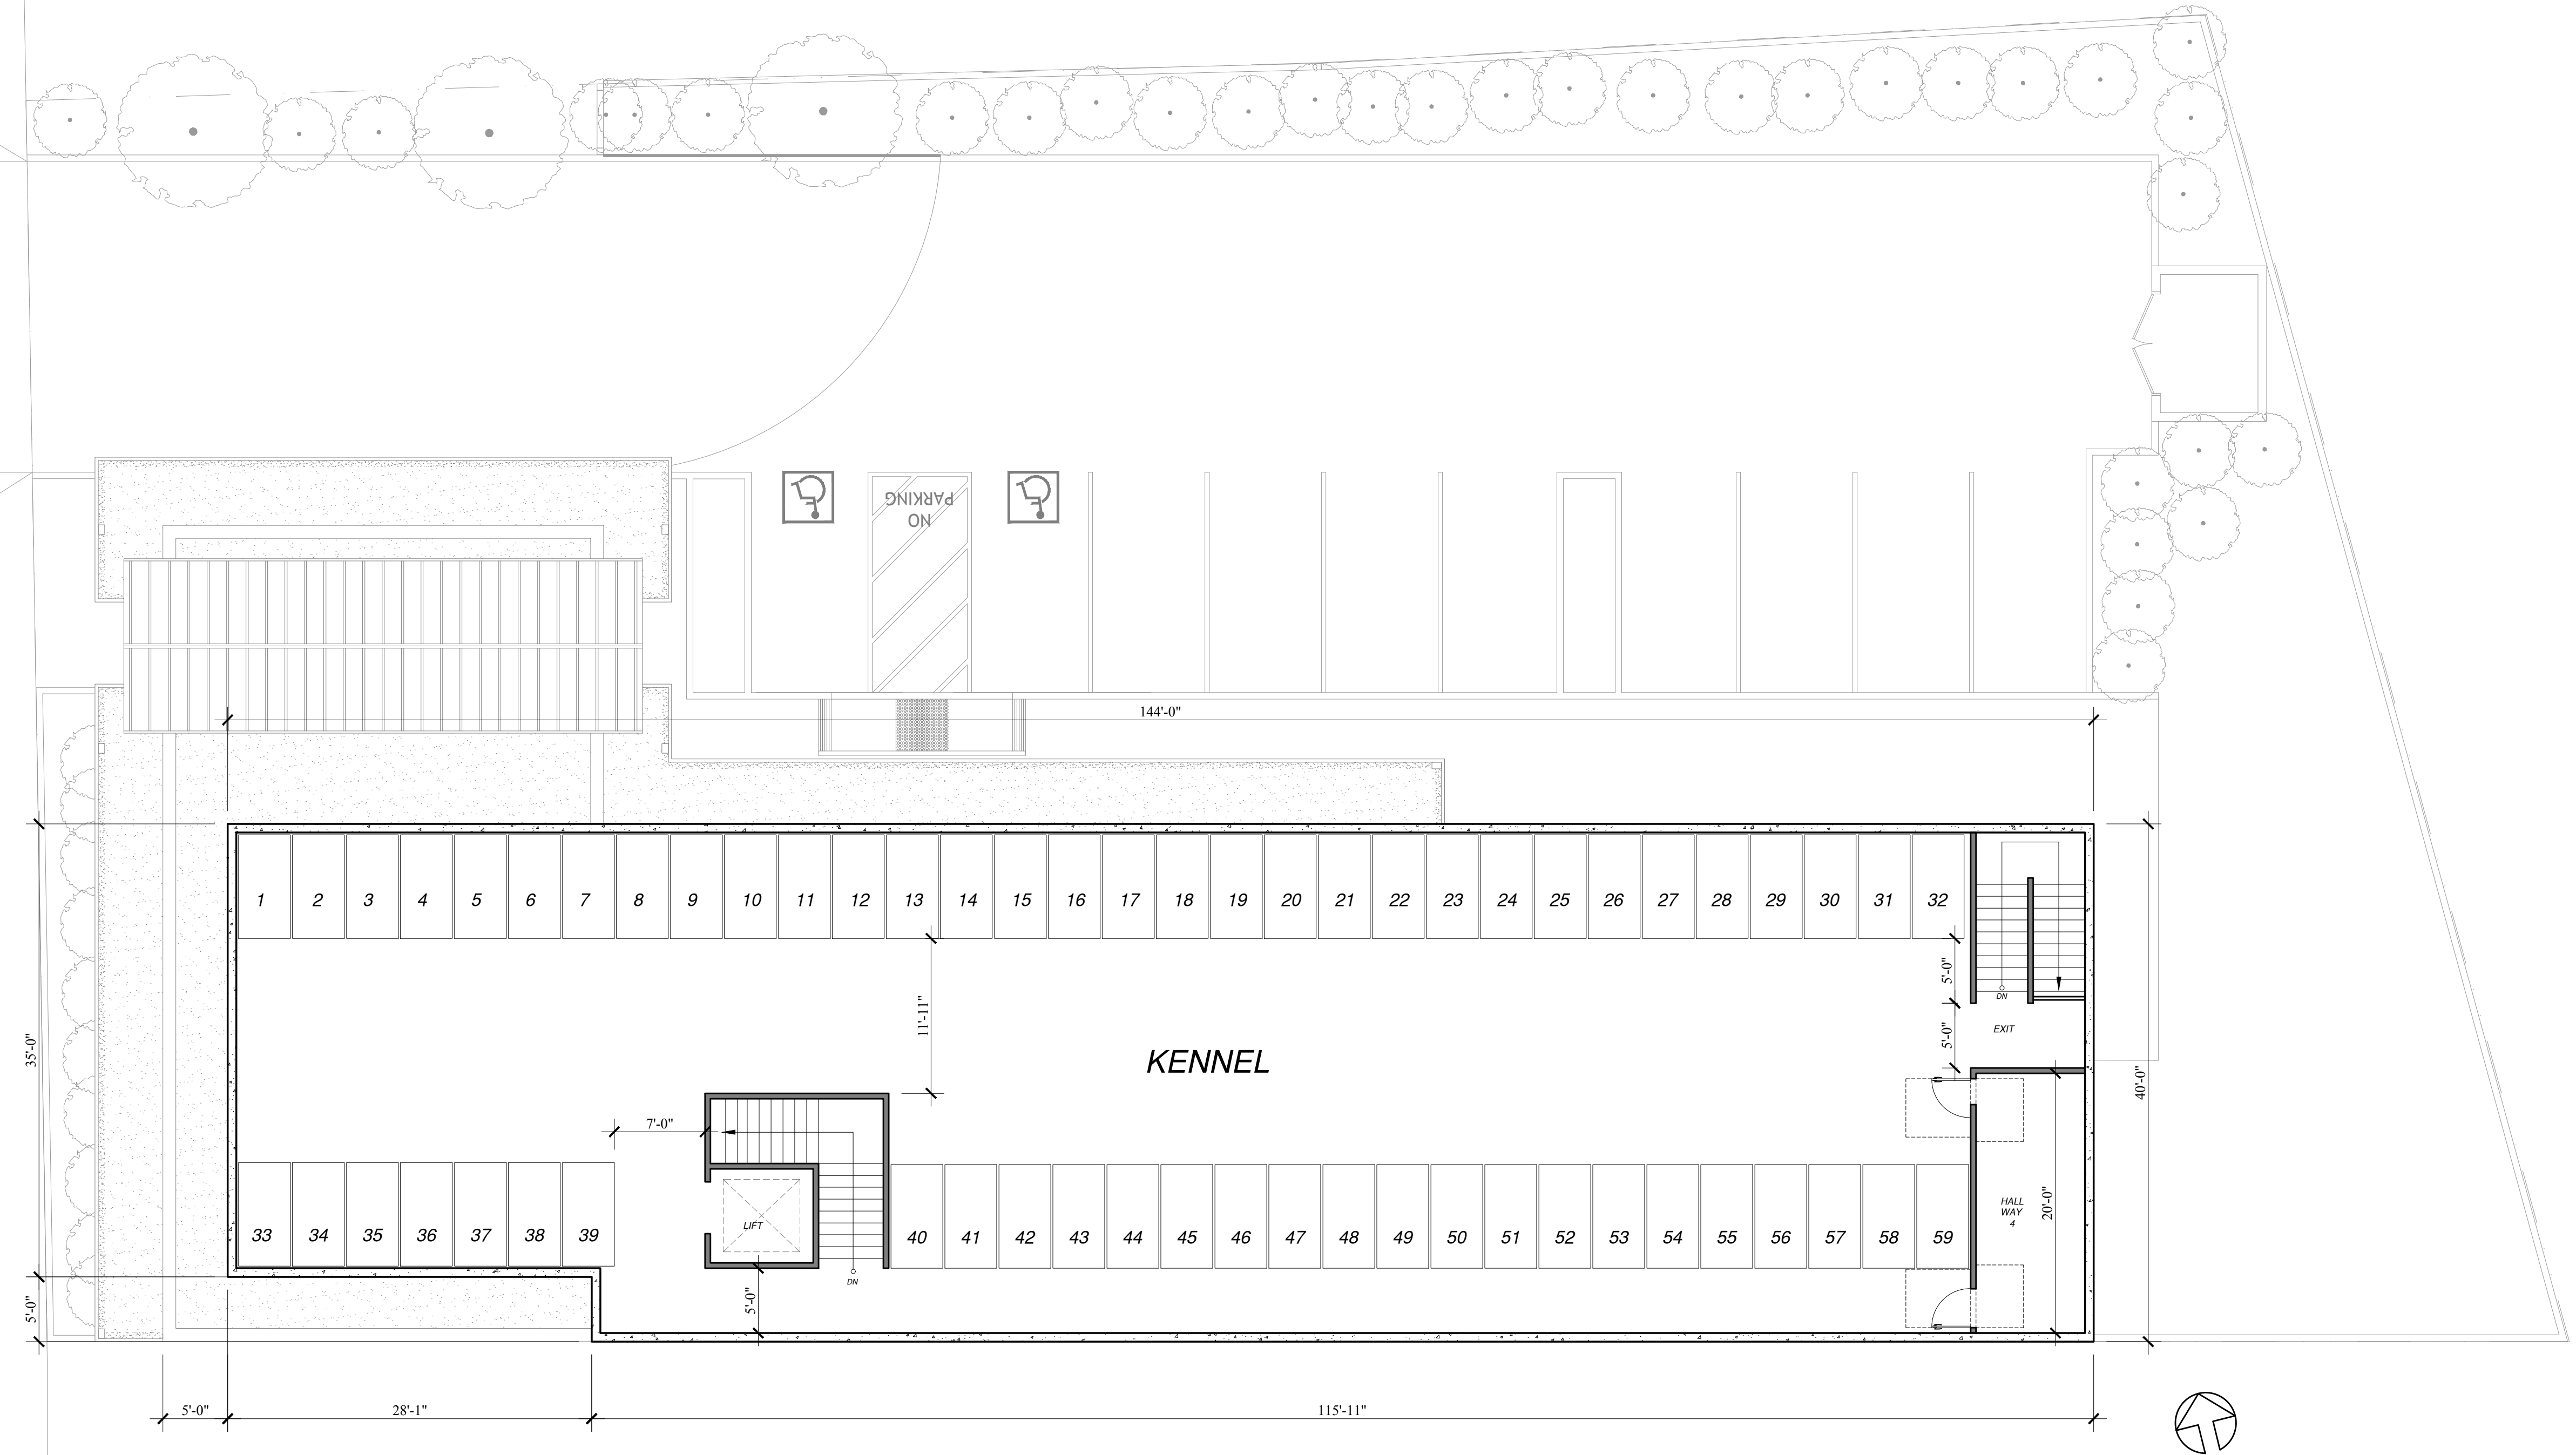 NO
PARKING
144'-0"
1 2 3 4 5 6 7 8 9 10 11 12 13 14 15 16 17 18 19 20 21 22 23 24 25 26 27 28 29 30 31 32
5'-0"
DN
11'-11"
35'-0"
EXIT
5'-0"
KENNEL
40'-0"
7'-0"
HALL
WAY
4
20'-0"
LIFT
33 34 35 36 37 38 39
40 41 42 43 44 45 46 47 48 49 50 51 52 53 54 55 56 57 58 59
DN
5'-0"
5'-0"
5'-0"
28'-1"
115'-11"